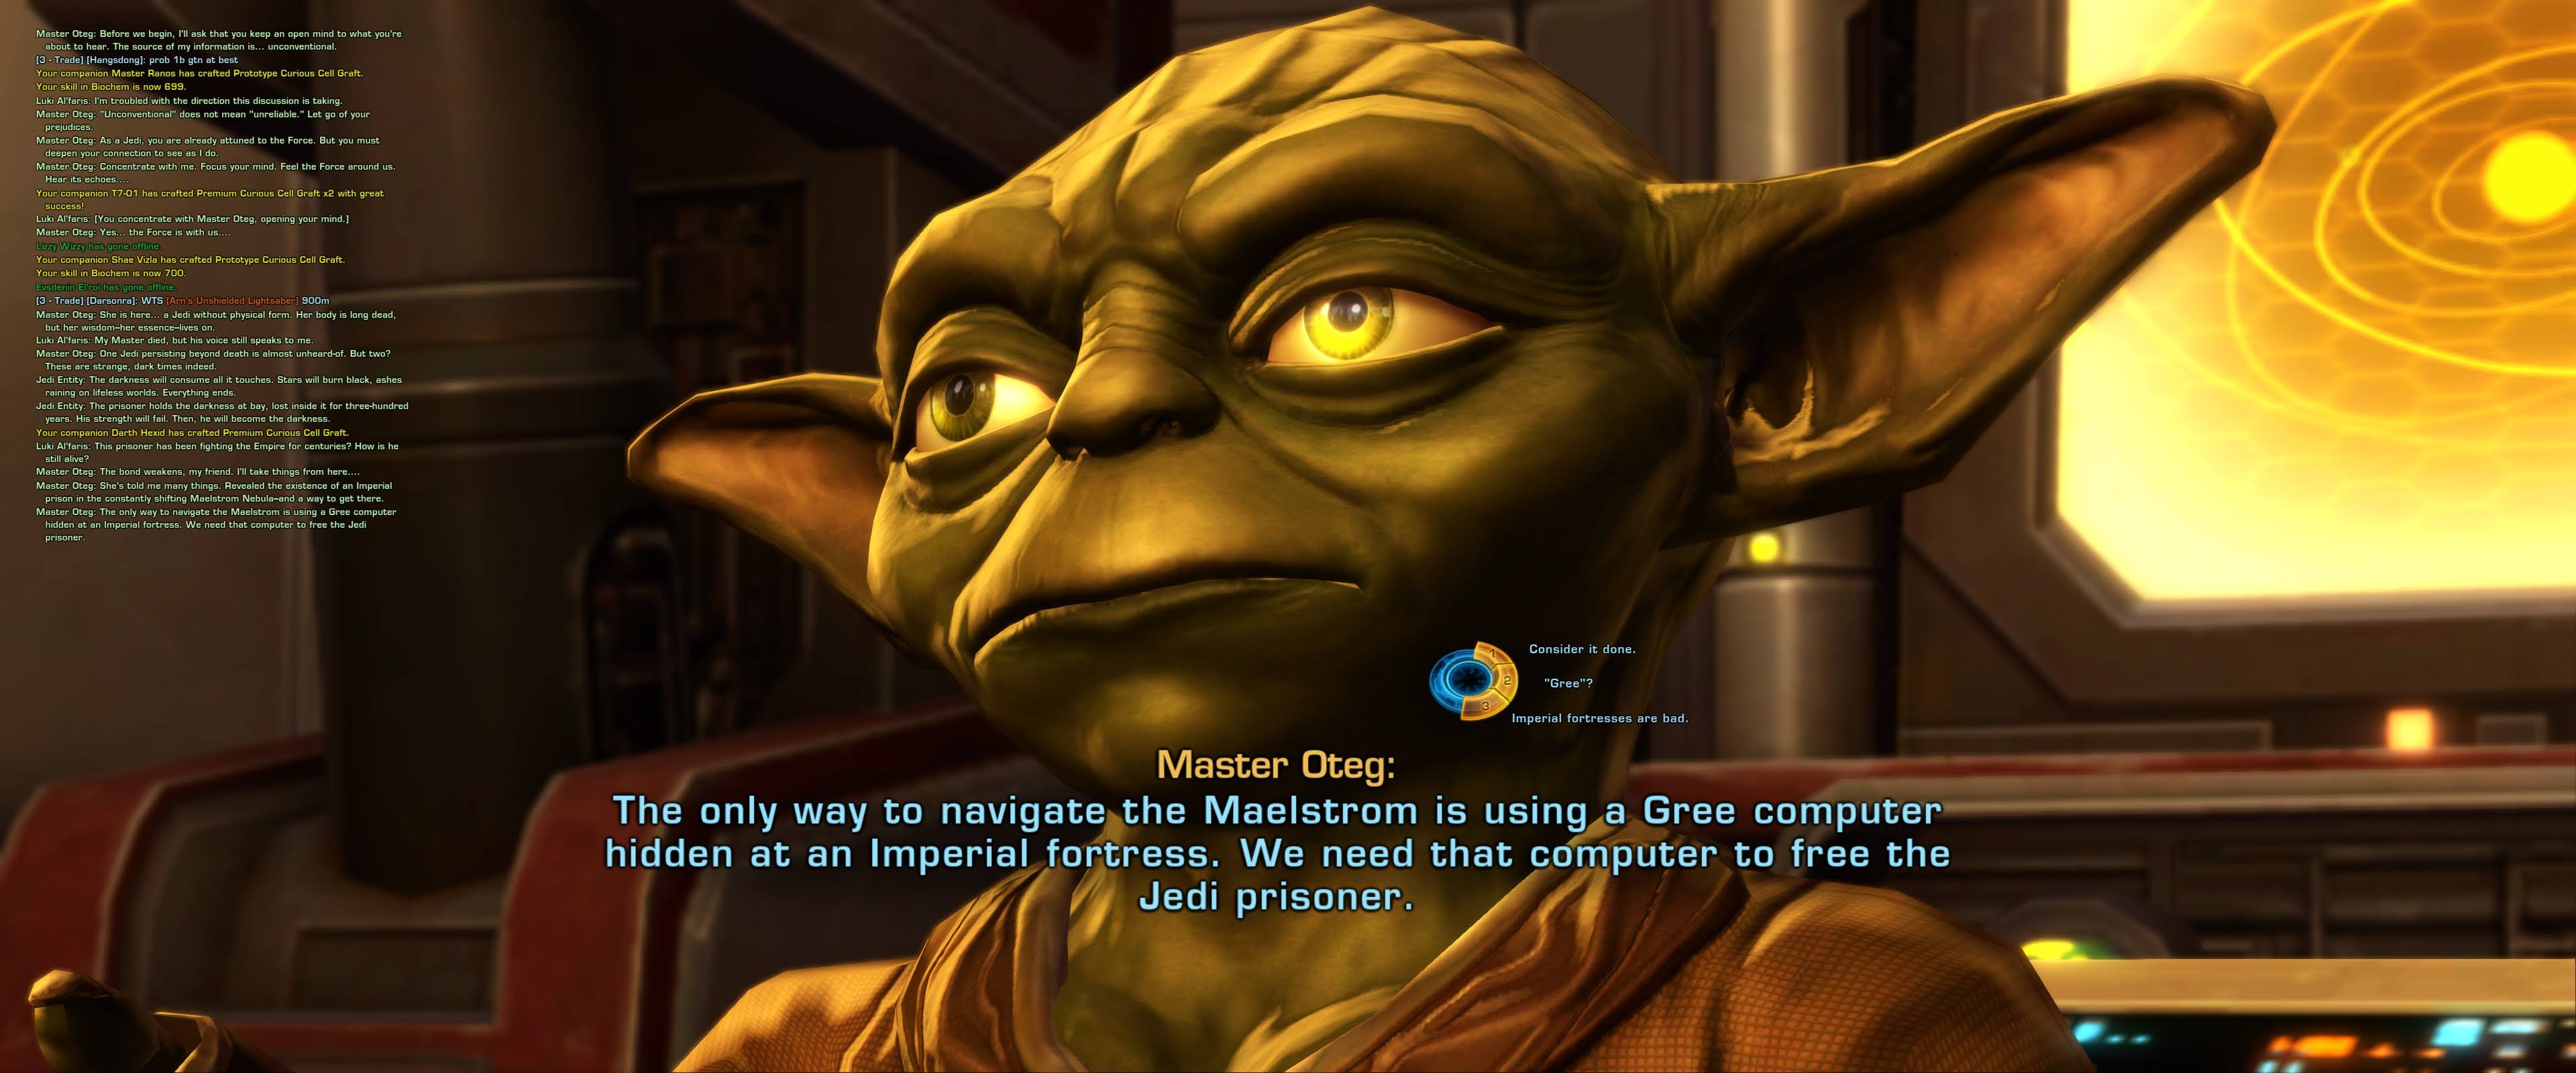 Master Oteg: Before we begin, I'll ask that you keep an open mind to what you're
about to hear. The source of my information is... unconventional.
[3 - Trade] [Hangsdong]: prob 1b gtn at best
Your companion Master Ranos has crafted Prototype Curious Cell Graft.
Your skill in Biochem is now 699.
Luki Al'faris: I'm troubled with the direction this discussion is taking.
Master Oteg: "Unconventional" does not mean "unreliable." Let go of your
prejudices.
Master Oteg: As a Jedi, you are already attuned to the Force. But you must
deepen your connection to see as I do.
Master Oteg: Concentrate with me. Focus your mind. Feel the Force around us.
Hear its echoes....
Your companion T7-O1 has crafted Premium Curious Cell Graft x2 with great
success!
Luki Al'faris: [You concentrate with Master Oteg, opening your mind.]
Master Oteg: Yes... the Force is with us....
Lizzy Wizzy has gone offline.
Your companion Shae Vizla has crafted Prototype Curious Cell Graft.
Your skill in Biochem is now 700.
Evsdenin El'roi has gone offline.
[3 - Trade] [Darsonra]: WTS [Arn's Unshielded Lightsaber] 900m
Master Oteg: She is here... a Jedi without physical form. Her body is long dead,
but her wisdom—her essence—lives on.
Luki Al'faris: My Master died, but his voice still speaks to me.
Master Oteg: One Jedi persisting beyond death is almost unheard-of. But two?
These are strange, dark times indeed.
Jedi Entity: The darkness will consume all it touches. Stars will burn black, ashes
raining on lifeless worlds. Everything ends.
Jedi Entity: The prisoner holds the darkness at bay, lost inside it for three-hundred
years. His strength will fail. Then, he will become the darkness.
Your companion Darth Hexid has crafted Premium Curious Cell Graft.
Luki Al'faris: This prisoner has been fighting the Empire for centuries? How is he
still alive?
Master Oteg: The bond weakens, my friend. I'll take things from here....
Master Oteg: She's told me many things. Revealed the existence of an Imperial
prison in the constantly shifting Maelstrom Nebula—and a way to get there.
Master Oteg: The only way to navigate the Maelstrom is using a Gree computer
hidden at an Imperial fortress. We need that computer to free the Jedi
prisoner.
1 Consider it done.
2 "Gree"?
3 Imperial fortresses are bad.
Master Oteg:
The only way to navigate the Maelstrom is using a Gree computer
hidden at an Imperial fortress. We need that computer to free the
Jedi prisoner.